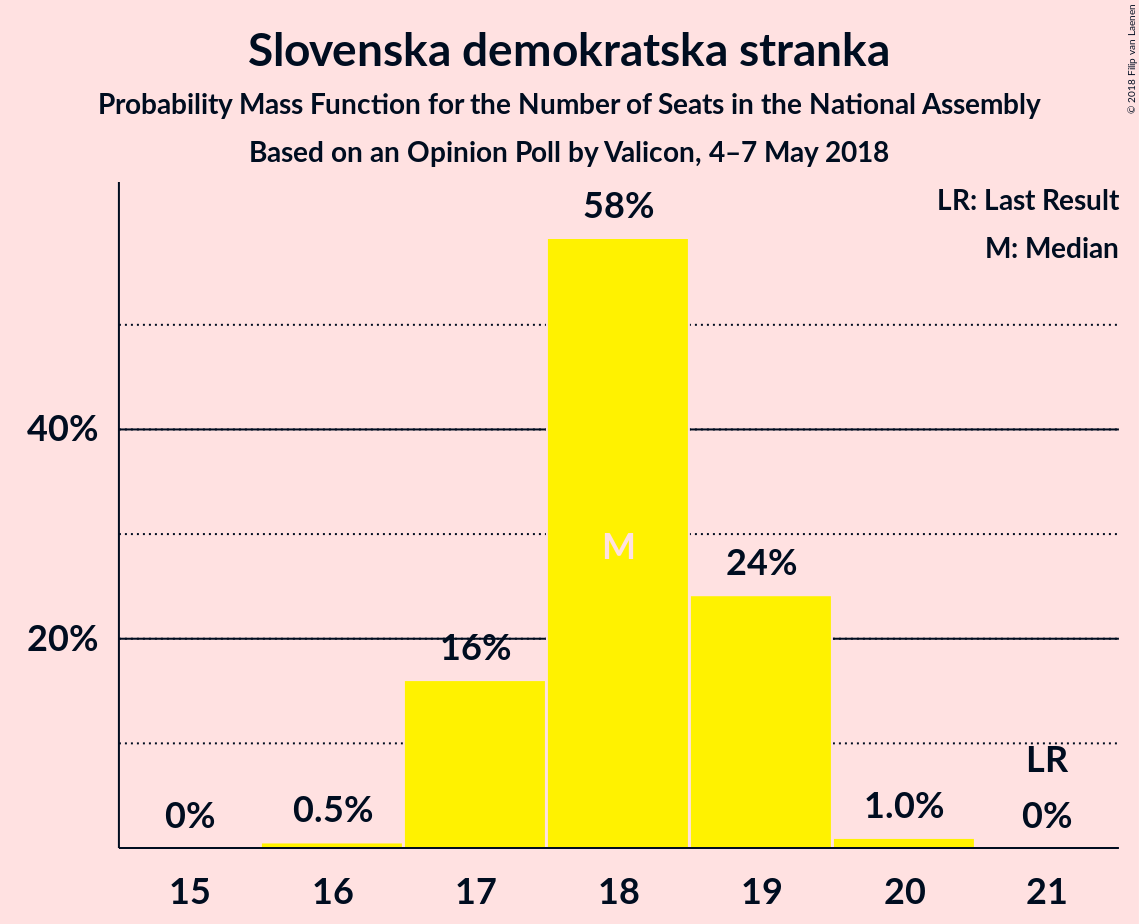 Slovenska demokratska stranka
Probability Mass Function for the Number of Seats in the National Assembly
Based on an Opinion Poll by Valicon, 4–7 May 2018
© 2018 Filip van Laenen
LR: Last Result
M: Median
58%
40%
M
24%
20%
16%
LR
0%
0.5%
1.0%
0%
15 16 17 18 19 20 21